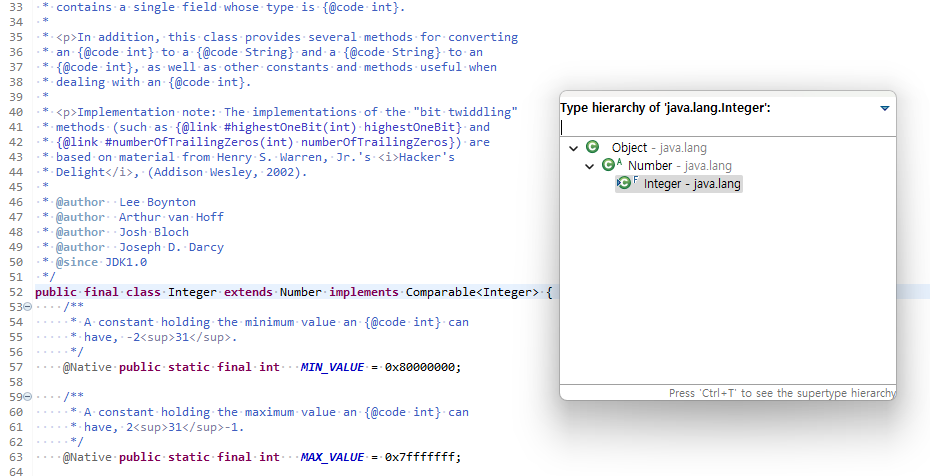 33 * contains a single field whose type is {@code int}.
34 *
35 * <p>In addition, this class provides several methods for converting
36 * an {@code int} to a {@code String} and a {@code String} to an
37 * {@code int}, as well as other constants and methods useful when
38 * dealing with an {@code int}.
39 *
40 * <p>Implementation note: The implementations of the "bit twiddling"
41 * methods (such as {@link #highestOneBit(int) highestOneBit} and
42 * {@link #numberOfTrailingZeros(int) numberOfTrailingZeros}) are
43 * based on material from Henry S. Warren, Jr.'s <i>Hacker's
44 * Delight</i>, (Addison Wesley, 2002).
45 *
46 * @author  Lee Boynton
47 * @author  Arthur van Hoff
48 * @author  Josh Bloch
49 * @author  Joseph D. Darcy
50 * @since JDK1.0
51 */
52 public final class Integer extends Number implements Comparable<Integer> {
53 /**
54 * A constant holding the minimum value an {@code int} can
55 * have, -2<sup>31</sup>.
56 */
57 @Native public static final int   MIN_VALUE = 0x80000000;
58
59 /**
60 * A constant holding the maximum value an {@code int} can
61 * have, 2<sup>31</sup>-1.
62 */
63 @Native public static final int   MAX_VALUE = 0x7fffffff;
64
Type hierarchy of 'java.lang.Integer':
C Object - java.lang
C A Number - java.lang
C F Integer - java.lang
Press 'Ctrl+T' to see the supertype hierarchy